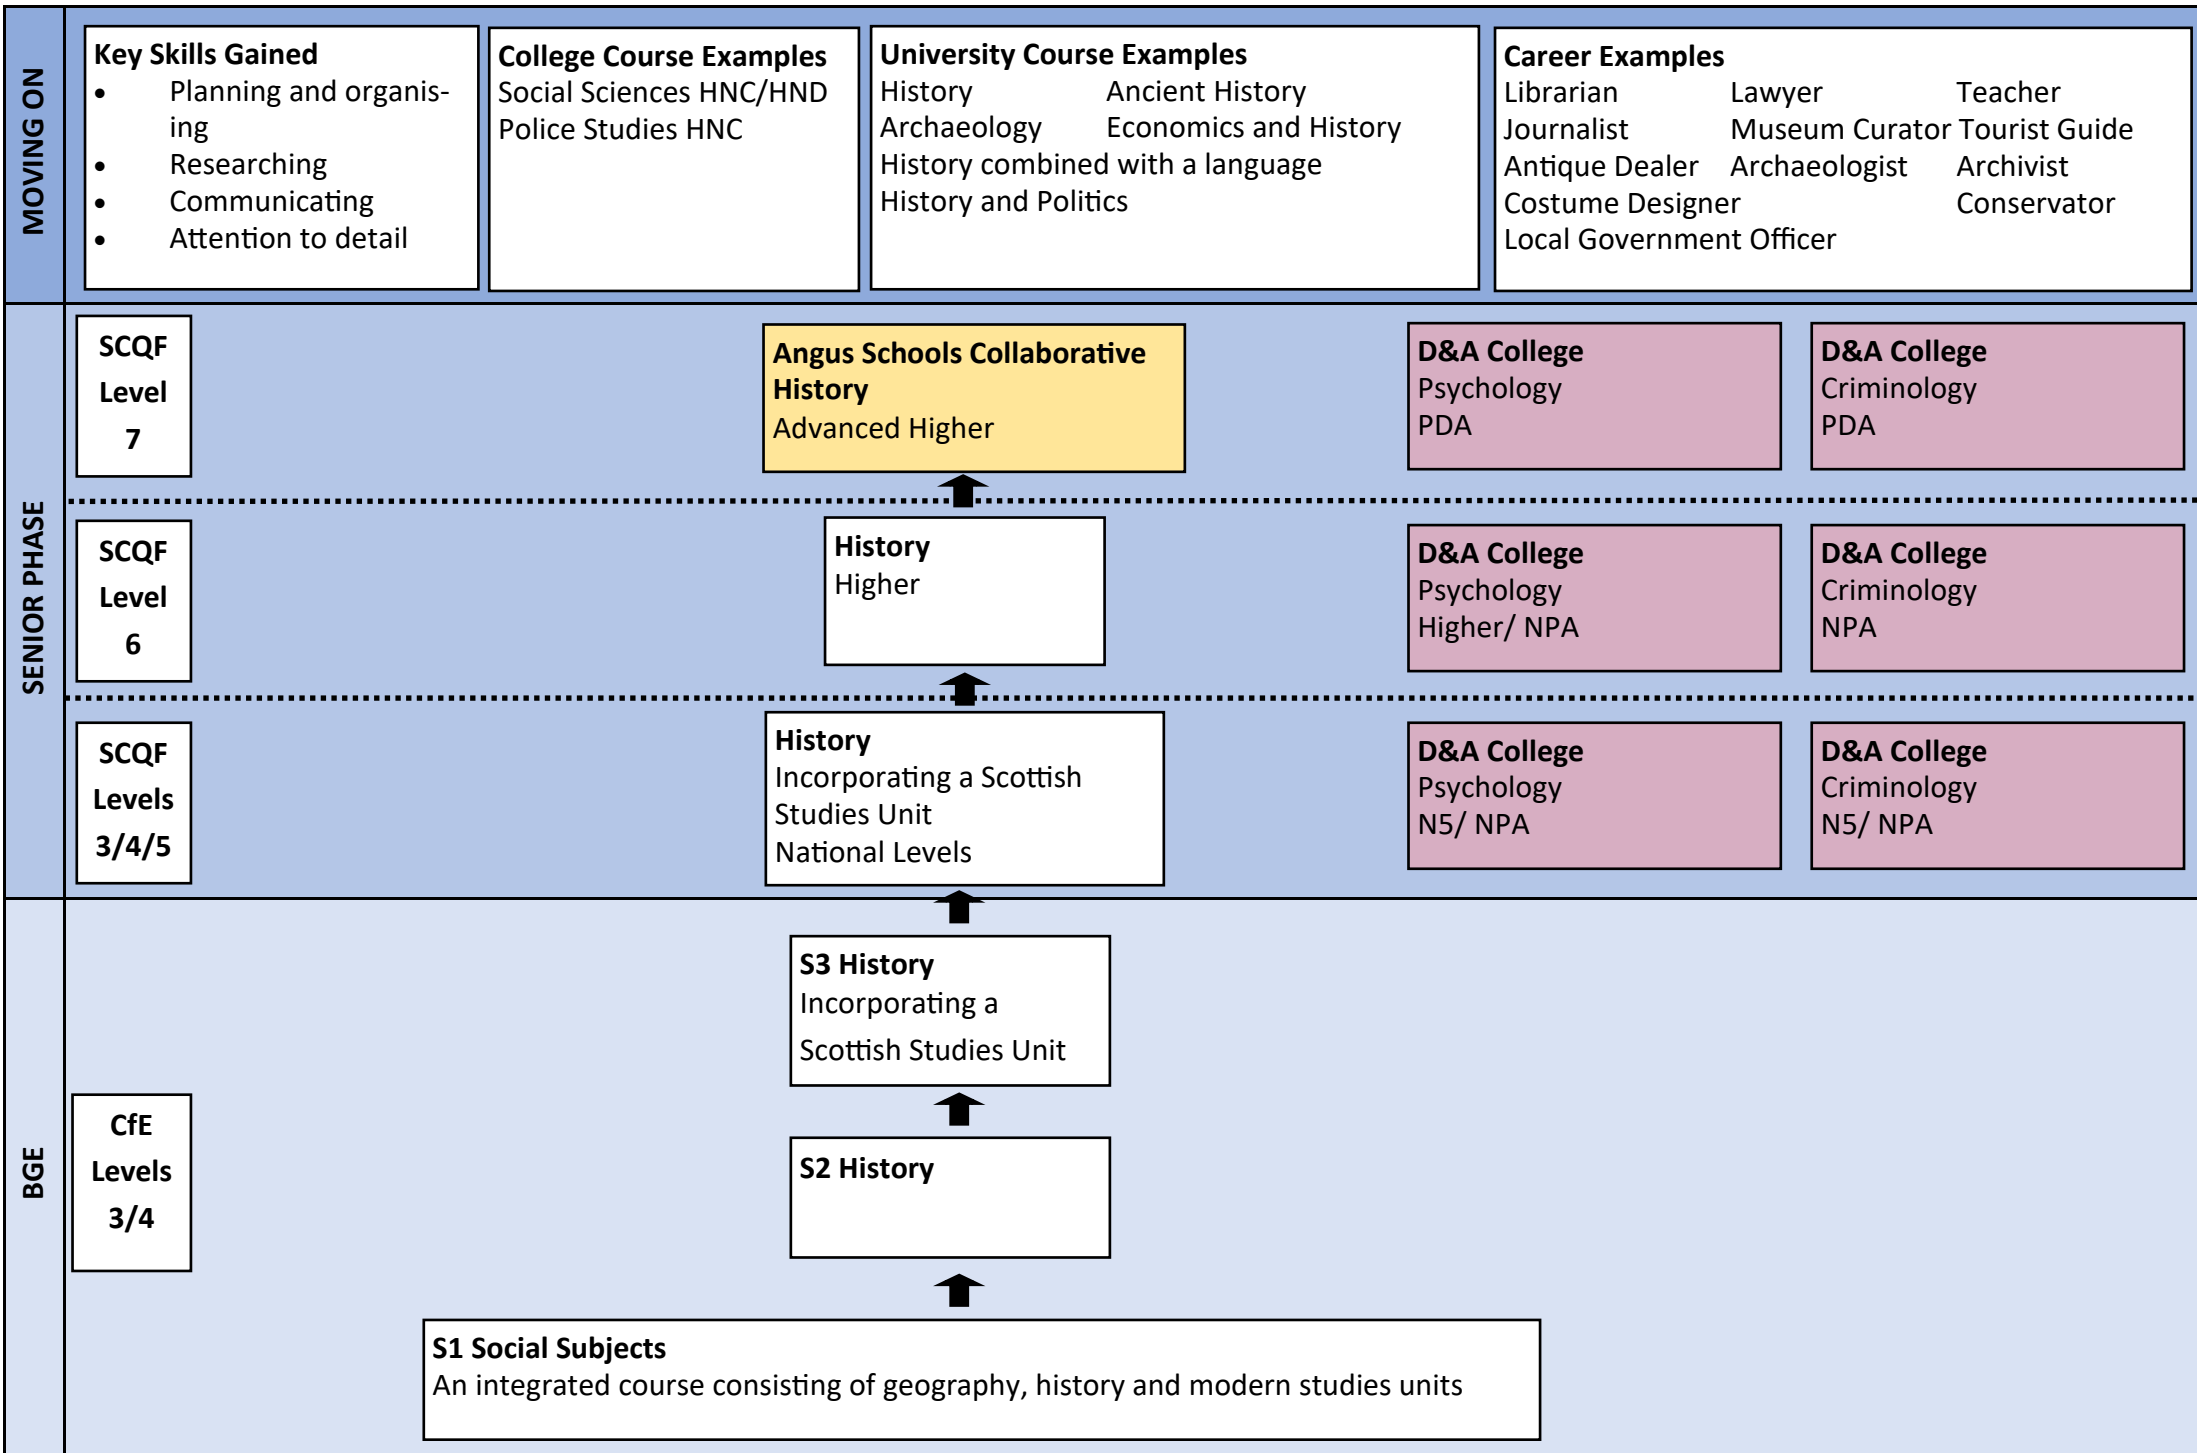 MOVING ON
Key Skills Gained
• Planning and organis-
ing
• Researching
• Communicating
• Attention to detail
College Course Examples
Social Sciences HNC/HND
Police Studies HNC
University Course Examples
History Ancient History
Archaeology Economics and History
History combined with a language
History and Politics
Career Examples
Librarian Lawyer Teacher
Journalist Museum Curator Tourist Guide
Antique Dealer Archaeologist Archivist
Costume Designer Conservator
Local Government Officer
SENIOR PHASE
SCQF
Level
7
Angus Schools Collaborative
History
Advanced Higher
D&A College
Psychology
PDA
D&A College
Criminology
PDA
SCQF
Level
6
History
Higher
D&A College
Psychology
Higher/ NPA
D&A College
Criminology
NPA
SCQF
Levels
3/4/5
History
Incorporating a Scottish
Studies Unit
National Levels
D&A College
Psychology
N5/ NPA
D&A College
Criminology
N5/ NPA
BGE
CfE
Levels
3/4
S3 History
Incorporating a
Scottish Studies Unit
S2 History
S1 Social Subjects
An integrated course consisting of geography, history and modern studies units